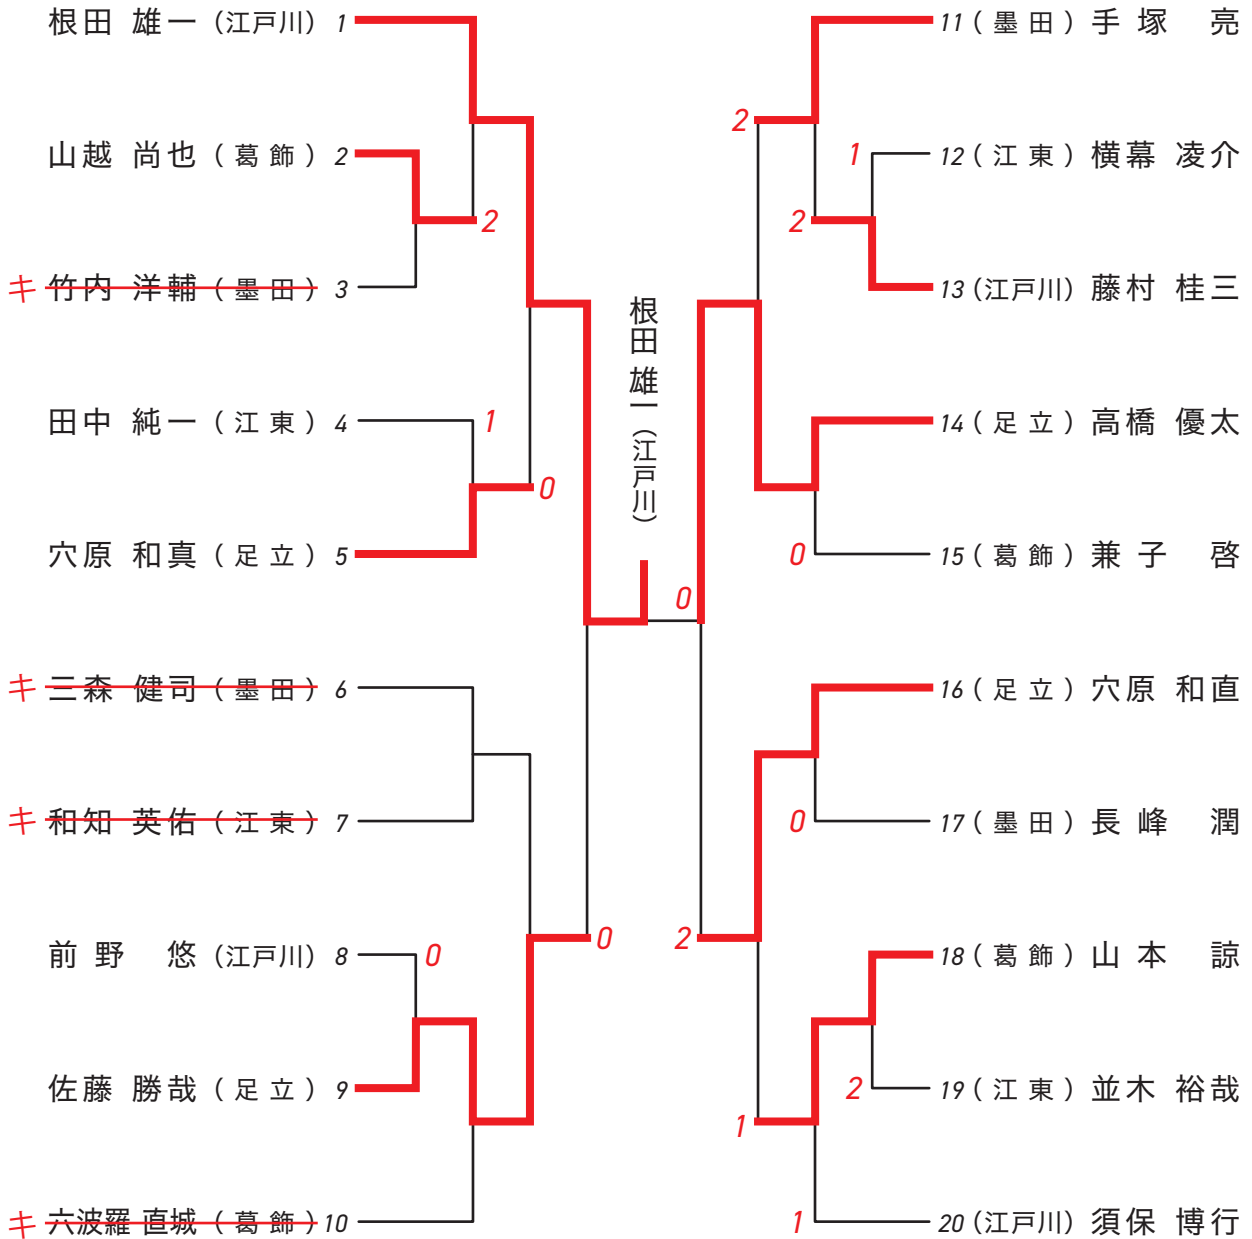 根田 雄一 (江戸川) 1
山越 尚也 ( 葛飾 ) 2
2
キ 竹内 洋輔 ( 墨田 ) 3
田中 純一 ( 江東 ) 4
1
0
穴原 和真 ( 足立 ) 5
キ 三森 健司 ( 墨田 ) 6
キ 和知 英佑 ( 江東 ) 7
前野 悠 (江戸川) 8
0
0
佐藤 勝哉 ( 足立 ) 9
キ 六波羅 直城 ( 葛飾 ) 10
根田 雄一 (江戸川)
0
11 ( 墨田 ) 手塚 亮
2
1
12 ( 江東 ) 横幕 凌介
2
13 (江戸川) 藤村 桂三
14 ( 足立 ) 高橋 優太
0
15 ( 葛飾 ) 兼子 啓
16 ( 足立 ) 穴原 和直
0
17 ( 墨田 ) 長峰 潤
2
18 ( 葛飾 ) 山本 諒
2
19 ( 江東 ) 並木 裕哉
1
1
20 (江戸川) 須保 博行